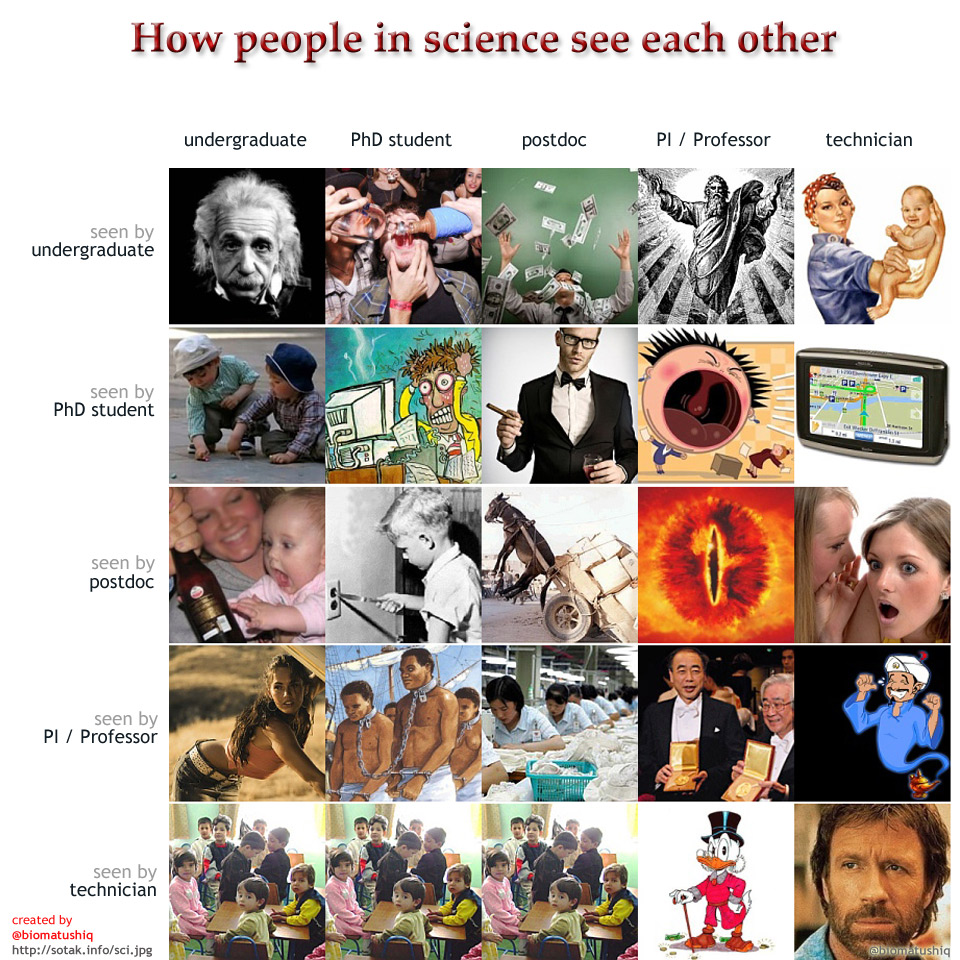 How people in science see each other
undergraduate PhD student postdoc PI / Professor technician
seen by
undergraduate
seen by
PhD student
seen by
postdoc
seen by
PI / Professor
seen by
technician
created by
@biomatushiq
http://sotak.info/sci.jpg
@biomatushiq